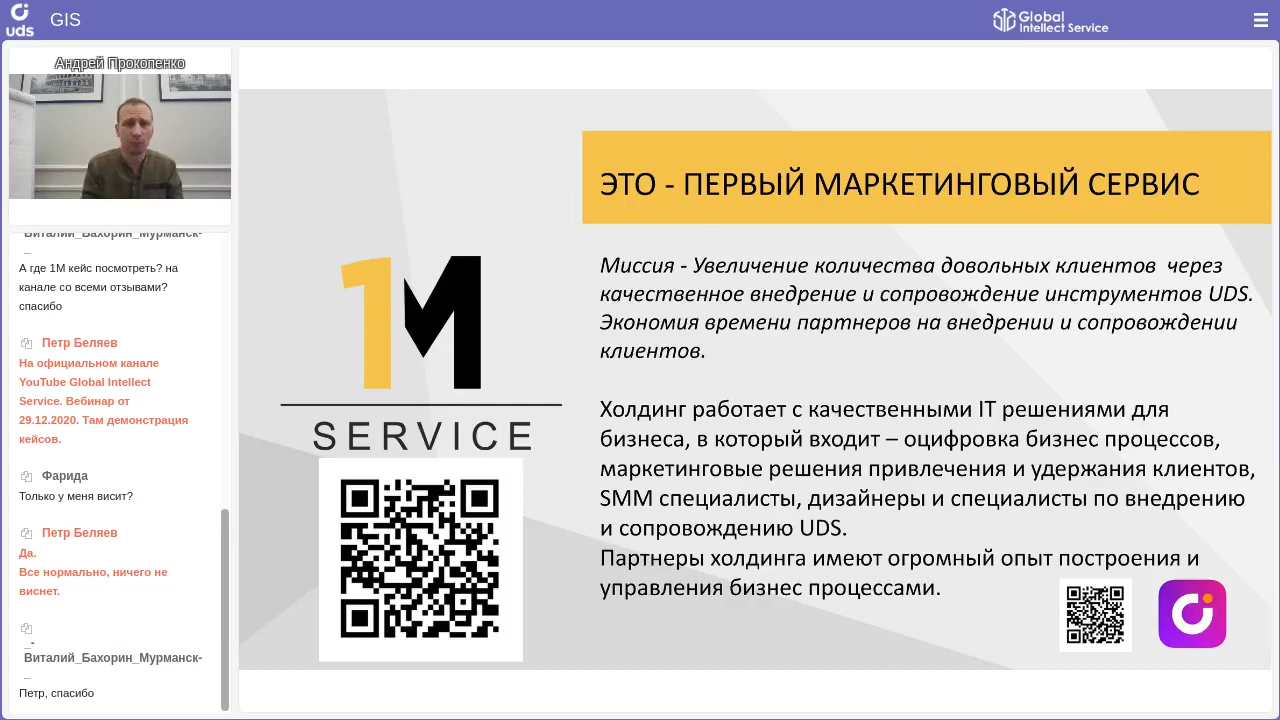 uds
GIS
Global
Intellect Service
Андрей Прокопенко
Виталий_Бахорин_Мурманск-
_
А где 1М кейс посмотреть? на
канале со всеми отзывами?
спасибо
Петр Беляев
На официальном канале
YouTube Global Intellect
Service. Вебинар от
29.12.2020. Там демонстрация
кейсов.
Фарида
Только у меня висит?
Петр Беляев
Да.
Все нормально, ничего не
виснет.
_-
Виталий_Бахорин_Мурманск-
_
Петр, спасибо
1M
SERVICE
ЭТО - ПЕРВЫЙ МАРКЕТИНГОВЫЙ СЕРВИС
Миссия - Увеличение количества довольных клиентов через
качественное внедрение и сопровождение инструментов UDS.
Экономия времени партнеров на внедрении и сопровождении
клиентов.
Холдинг работает с качественными IT решениями для
бизнеса, в который входит – оцифровка бизнес процессов,
маркетинговые решения привлечения и удержания клиентов,
SMM специалисты, дизайнеры и специалисты по внедрению
и сопровождению UDS.
Партнеры холдинга имеют огромный опыт построения и
управления бизнес процессами.